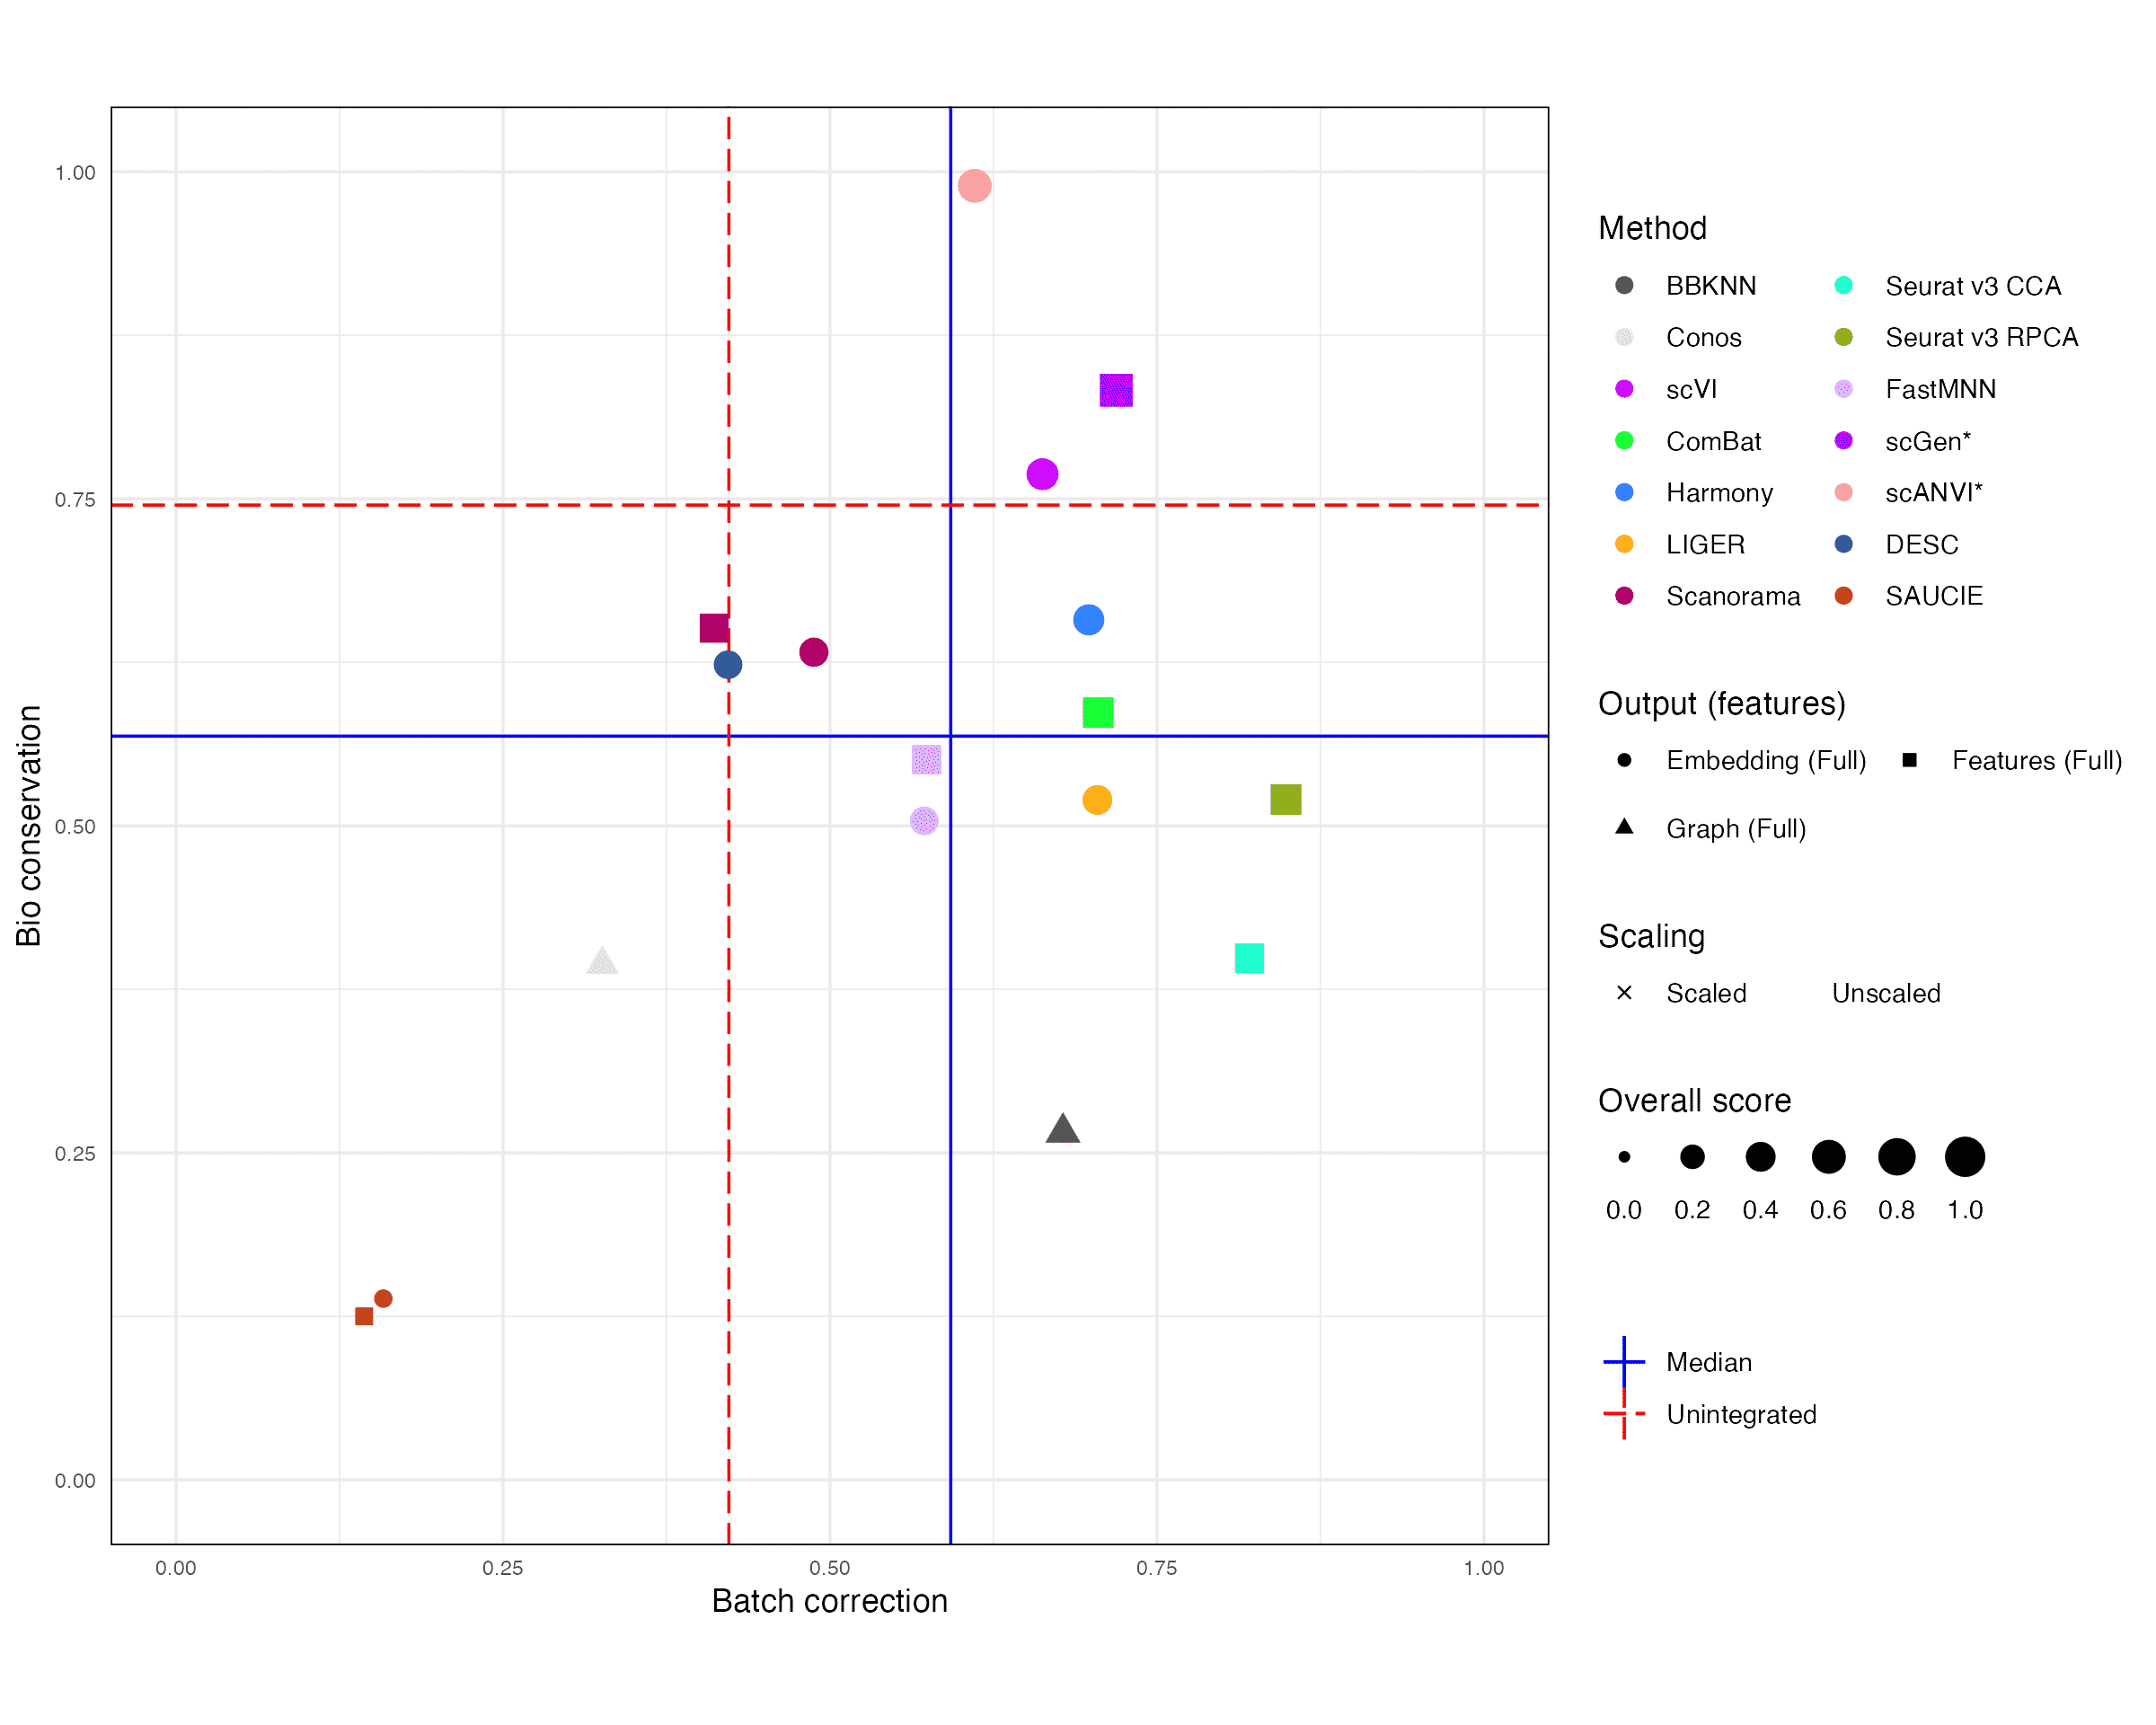 1.00
0.75
0.50
0.25
0.00
Bio conservation
0.00 0.25 0.50 0.75 1.00
Batch correction
Method
BBKNN Seurat v3 CCA
Conos Seurat v3 RPCA
scVI FastMNN
ComBat scGen*
Harmony scANVI*
LIGER DESC
Scanorama SAUCIE
Output (features)
Embedding (Full) Features (Full)
Graph (Full)
Scaling
Scaled Unscaled
Overall score
0.0 0.2 0.4 0.6 0.8 1.0
Median
Unintegrated